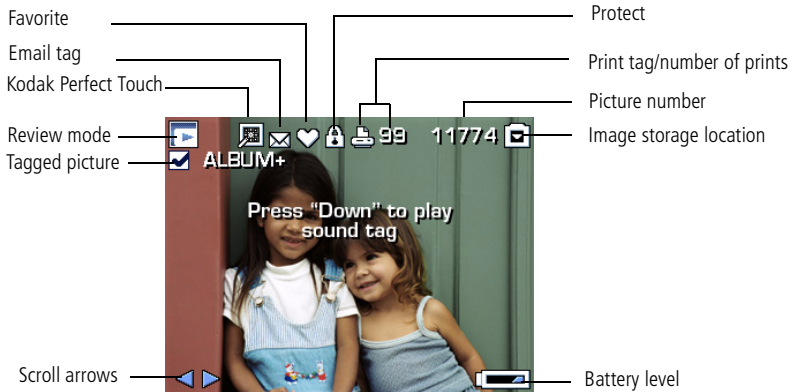 Favorite
Protect
Email tag
Print tag/number of prints
Kodak Perfect Touch
Picture number
Review mode
99 11774
Image storage location
Tagged picture
ALBUM+
Press “Down” to play
sound tag
Scroll arrows
Battery level